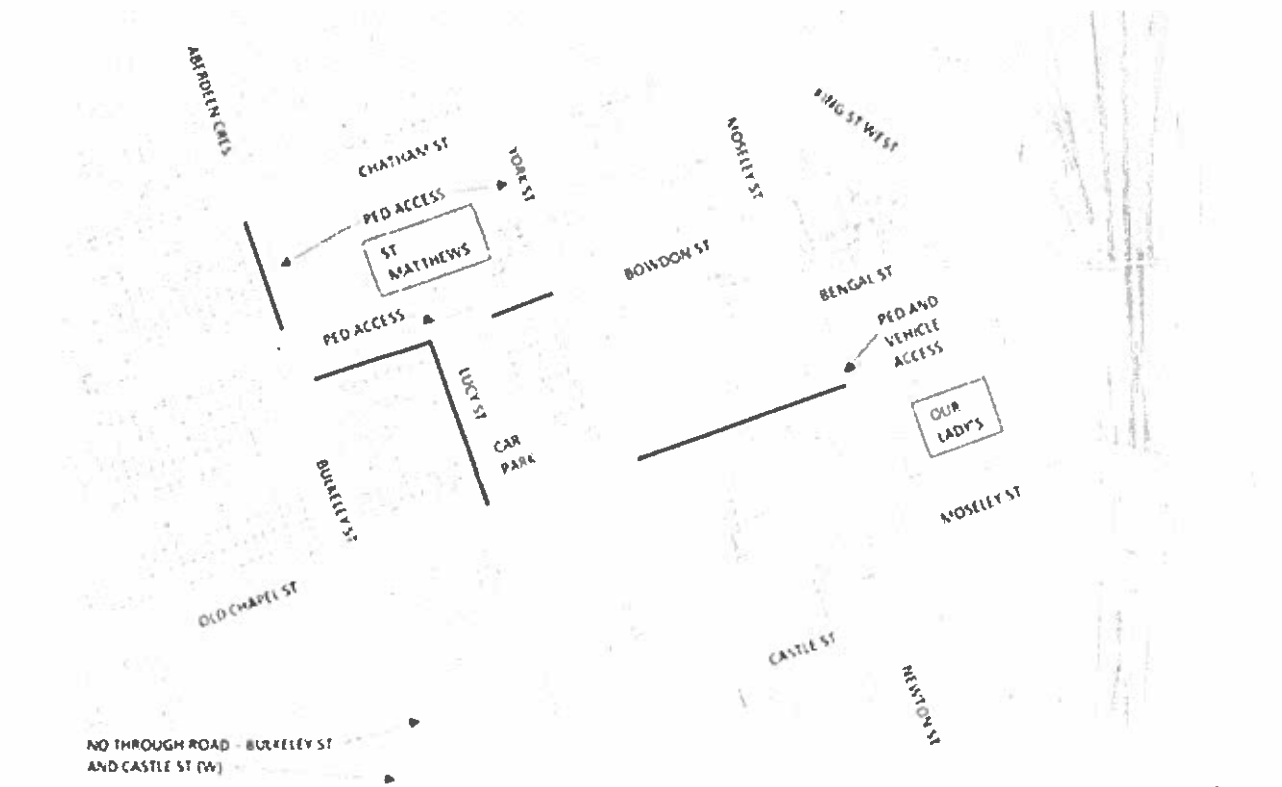 ABERDEEN CRES
CHATHAM ST
YORK ST
MOSELEY ST
KING ST WEST
PED ACCESS
ST
MATTHEWS
BOWDON ST
BENGAL ST
PED AND
VEHICLE
ACCESS
PED ACCESS
LUCY ST
CAR
PARK
OUR
LADY'S
BULKELEY ST
MOSELEY ST
OLD CHAPEL ST
CASTLE ST
NEWTON ST
NO THROUGH ROAD - BULKELEY ST
AND CASTLE ST (W)